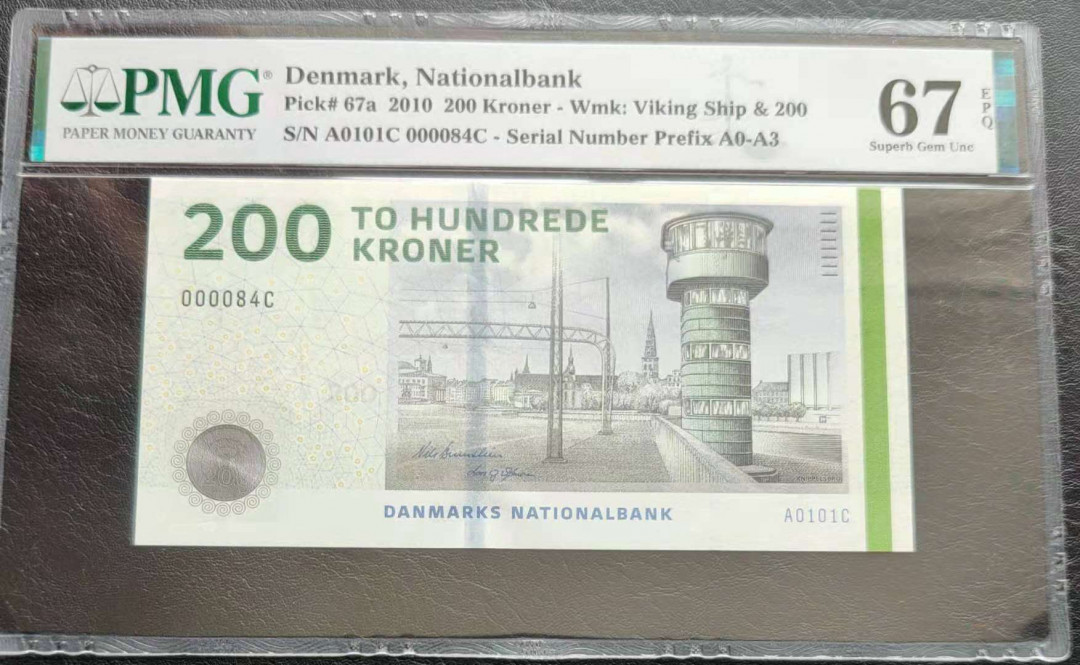 PMG®
PAPER MONEY GUARANTY
Denmark, Nationalbank
Pick# 67a 2010 200 Kroner - Wmk: Viking Ship & 200
S/N A0101C 000084C - Serial Number Prefix A0-A3
67
EPQ
Superb Gem Unc
200 TO HUNDREDE
KRONER
000084C
DANMARKS NATIONALBANK
A0101C